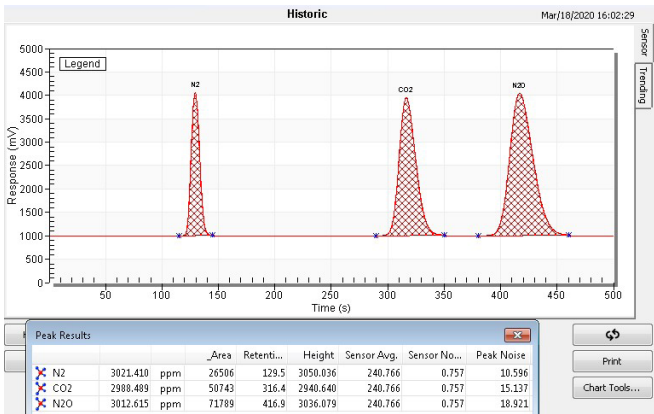 Historic
Mar/18/2020 16:02:29
Sensor
Trending
Legend
N2
CO2
N2O
Response (mV)
5000
4500
4000
3500
3000
2500
2000
1500
1000
500
0
50 100 150 200 250 300 350 400 450 500
Time (s)
Peak Results
_Area Retenti... Height Sensor Avg. Sensor No... Peak Noise
N2 3021.410 ppm 26506 129.5 3050.036 240.766 0.757 10.596
CO2 2988.489 ppm 50743 316.4 2940.640 240.766 0.757 15.137
N2O 3012.615 ppm 71789 416.9 3036.079 240.766 0.757 18.921
Print
Chart Tools...